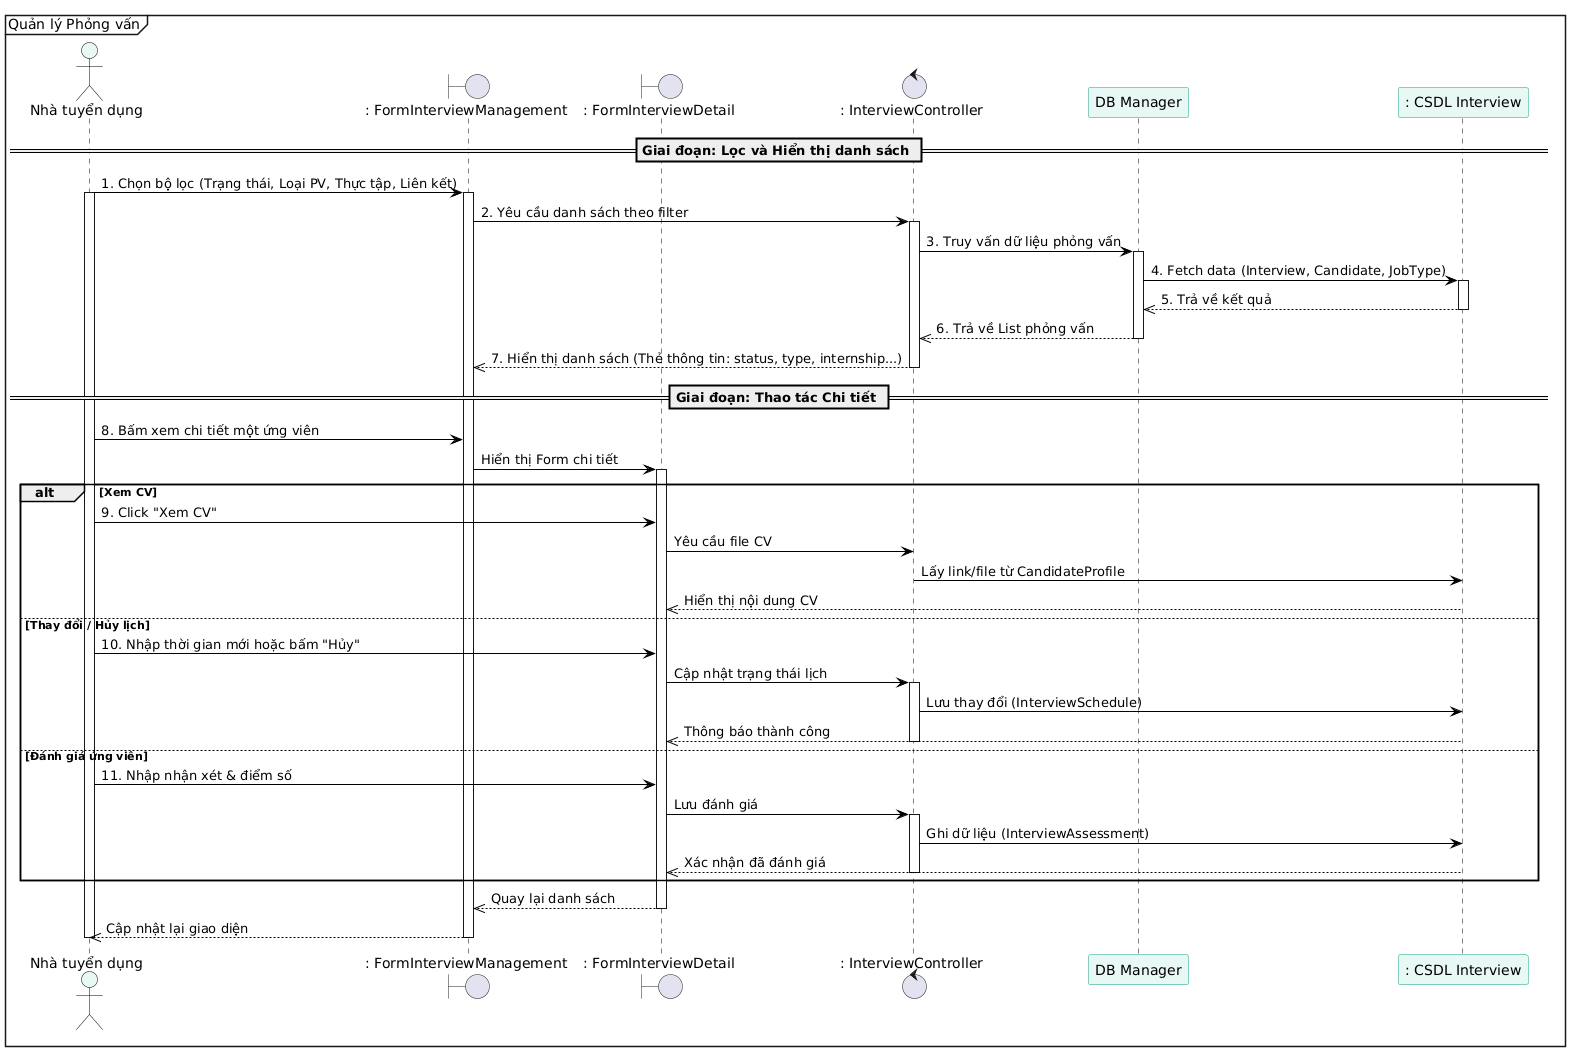 Quản lý Phỏng vấn
Nhà tuyển dụng
: FormInterviewManagement
: FormInterviewDetail
: InterviewController
DB Manager
: CSDL Interview
Giai đoạn: Lọc và Hiển thị danh sách
1. Chọn bộ lọc (Trạng thái, Loại PV, Thực tập, Liên kết)
2. Yêu cầu danh sách theo filter
3. Truy vấn dữ liệu phỏng vấn
4. Fetch data (Interview, Candidate, JobType)
5. Trả về kết quả
6. Trả về List phỏng vấn
7. Hiển thị danh sách (Thẻ thông tin: status, type, internship...)
Giai đoạn: Thao tác Chi tiết
8. Bấm xem chi tiết một ứng viên
Hiển thị Form chi tiết
alt
[Xem CV]
9. Click "Xem CV"
Yêu cầu file CV
Lấy link/file từ CandidateProfile
Hiển thị nội dung CV
[Thay đổi / Hủy lịch]
10. Nhập thời gian mới hoặc bấm "Hủy"
Cập nhật trạng thái lịch
Lưu thay đổi (InterviewSchedule)
Thông báo thành công
[Đánh giá ứng viên]
11. Nhập nhận xét & điểm số
Lưu đánh giá
Ghi dữ liệu (InterviewAssessment)
Xác nhận đã đánh giá
Quay lại danh sách
Cập nhật lại giao diện
Nhà tuyển dụng
: FormInterviewManagement
: FormInterviewDetail
: InterviewController
DB Manager
: CSDL Interview